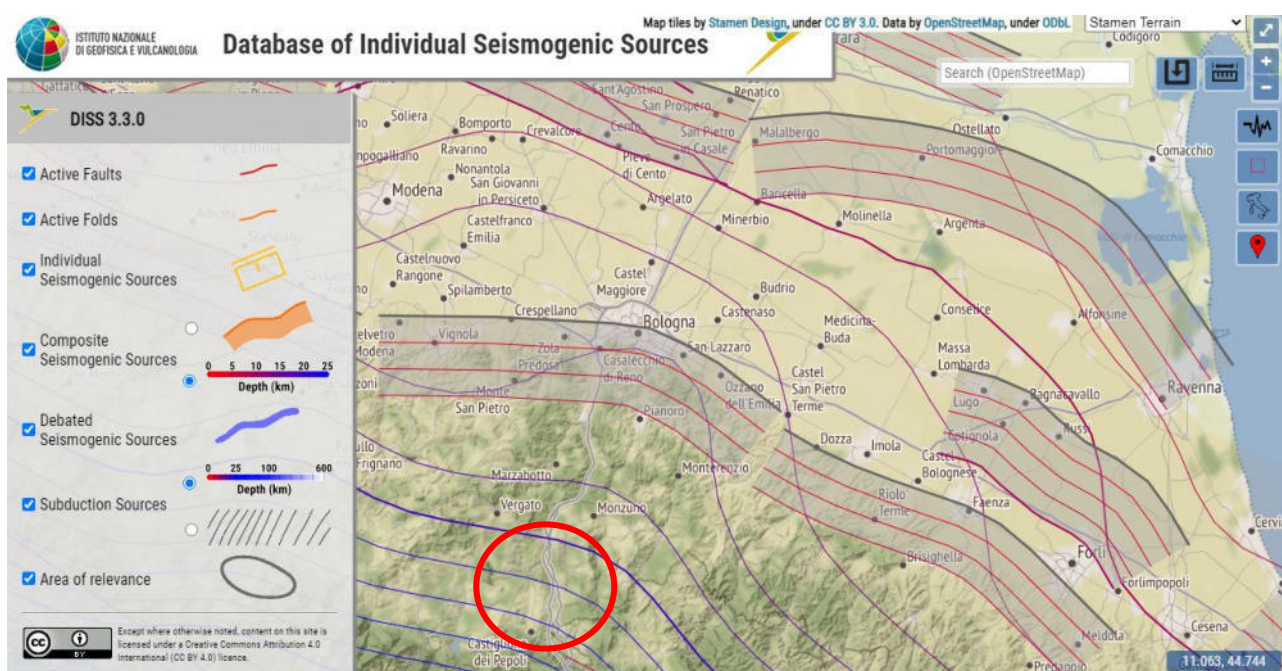 Map tiles by Stamen Design, under CC BY 3.0. Data by OpenStreetMap, under ODbL
Stamen Terrain
ISTITUTO NAZIONALE
DI GEOFISICA E VULCANOLOGIA
Database of Individual Seismogenic Sources
Codigoro
Search (OpenStreetMap)
+
−
DISS 3.3.0
Active Faults
Active Folds
Individual
Seismogenic Sources
Composite
Seismogenic Sources
0 5 10 15 20 25
Depth (km)
Debated
Seismogenic Sources
0 25 100 600
Depth (km)
Subduction Sources
Area of relevance
cc BY
Except where otherwise noted, content on this site is
licensed under a Creative Commons Attribution 4.0
International (CC BY 4.0) licence.
Sant'Agostino
Renatico
San Prospero
Soliera
Bomporto
Crevalcore
Cento
San Pietro
in Casale
Malalbergo
Ostellato
Portomaggiore
Comacchio
Ravarino
Pieve
di Cento
Nonantola
Modena
San Giovanni
in Persiceto
Argelato
Baricella
Minerbio
Molinella
Argenta
Castelfranco
Emilia
Castelnuovo
Rangone
Spilamberto
Castel
Maggiore
Budrio
Crespellano
Bologna
Castenaso
Medicina-
Buda
Conselice
Alfonsine
Vignola
Zola
Predosa
Casalecchio
di Reno
San Lazzaro
Massa
Lombarda
Monte
San Pietro
Pianoro
Ozzano
dell'Emilia
Castel
San Pietro
Terme
Lugo
Bagnacavallo
Ravenna
Cotignola
Russi
Dozza
Imola
Castel
Bolognese
Frignano
Marzabotto
Monterenzio
Vergato
Monzuno
Riolo
Terme
Faenza
Brisighella
Forlì
Forlimpopoli
Meldola
Cesena
Predappio
Castiglione
dei Pepoli
11.063, 44.744